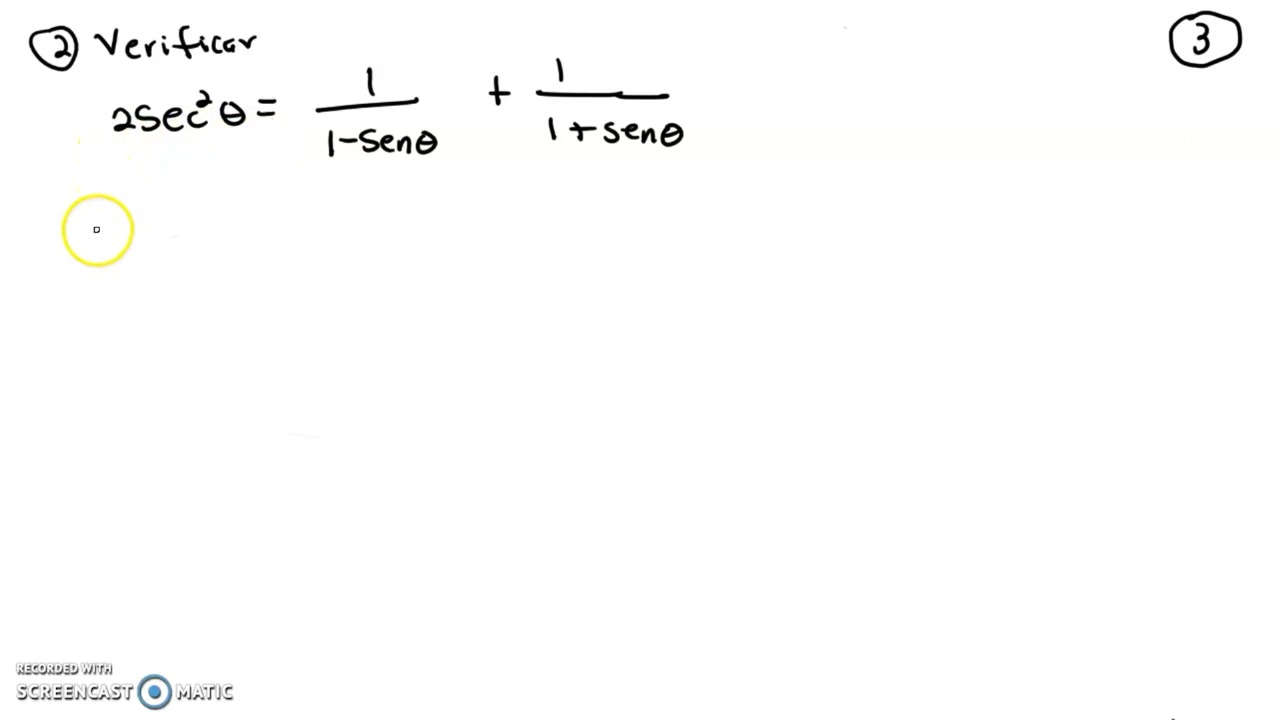 ② Verificar
③
2Sec²θ = 1/(1-Senθ) + 1/(1+senθ)
RECORDED WITH
SCREENCAST MATIC